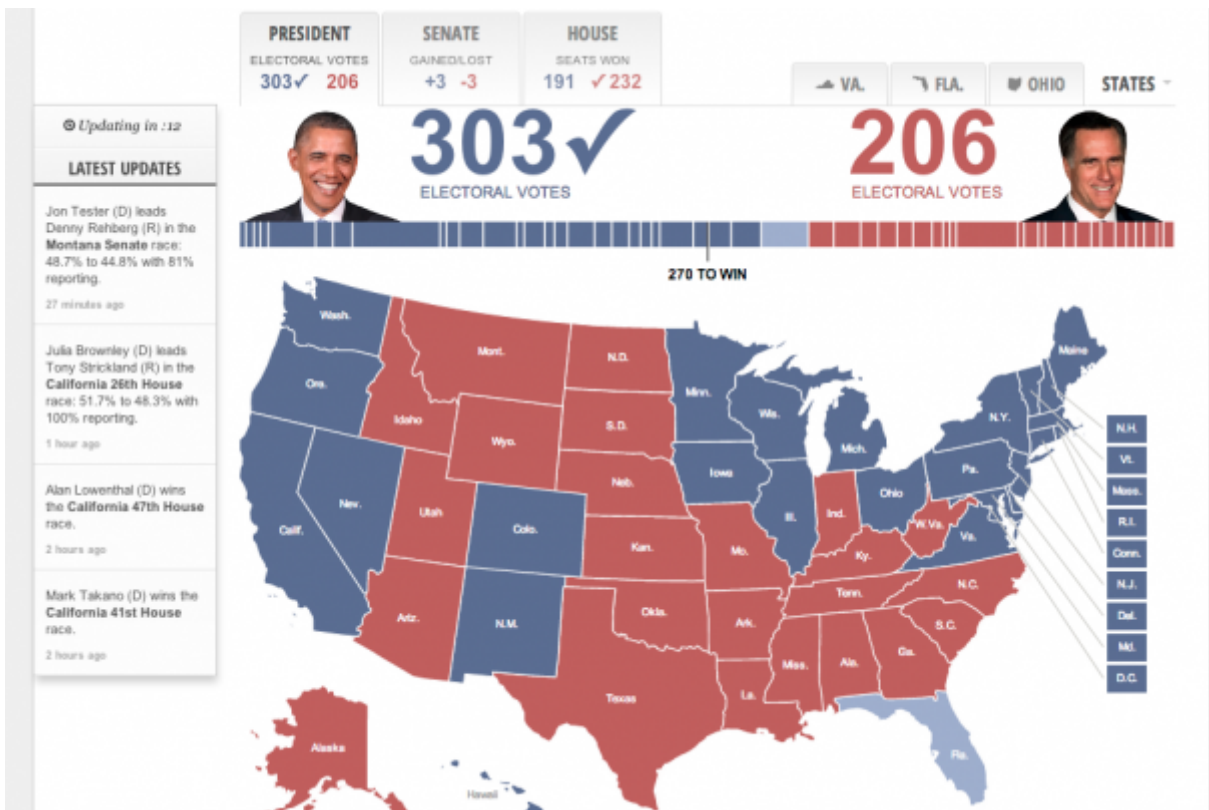 PRESIDENT
ELECTORAL VOTES
303✓ 206
SENATE
GAINED/LOST
+3 -3
HOUSE
SEATS WON
191 ✓232
VA.
FLA.
OHIO
STATES
Updating in :12
LATEST UPDATES
Jon Tester (D) leads
Denny Rehberg (R) in the
Montana Senate race:
48.7% to 44.8% with 81%
reporting.
27 minutes ago
Julia Brownley (D) leads
Tony Strickland (R) in the
California 26th House
race: 51.7% to 48.3% with
100% reporting.
1 hour ago
Alan Lowenthal (D) wins
the California 47th House
race.
2 hours ago
Mark Takano (D) wins the
California 41st House
race.
2 hours ago
303✓
ELECTORAL VOTES
206
ELECTORAL VOTES
270 TO WIN
Wash.
Ore.
Calif.
Nev.
Idaho
Mont.
Wyo.
Utah
Colo.
Ariz.
N.M.
N.D.
S.D.
Neb.
Kan.
Okla.
Texas
Minn.
Iowa
Mo.
Ark.
La.
Wis.
Ill.
Mich.
Ind.
Ohio
Ky.
Tenn.
Miss.
Ala.
Ga.
Fla.
S.C.
N.C.
Va.
W.Va.
Pa.
N.Y.
Maine
N.H.
Vt.
Mass.
R.I.
Conn.
N.J.
Del.
Md.
D.C.
Alaska
Hawaii